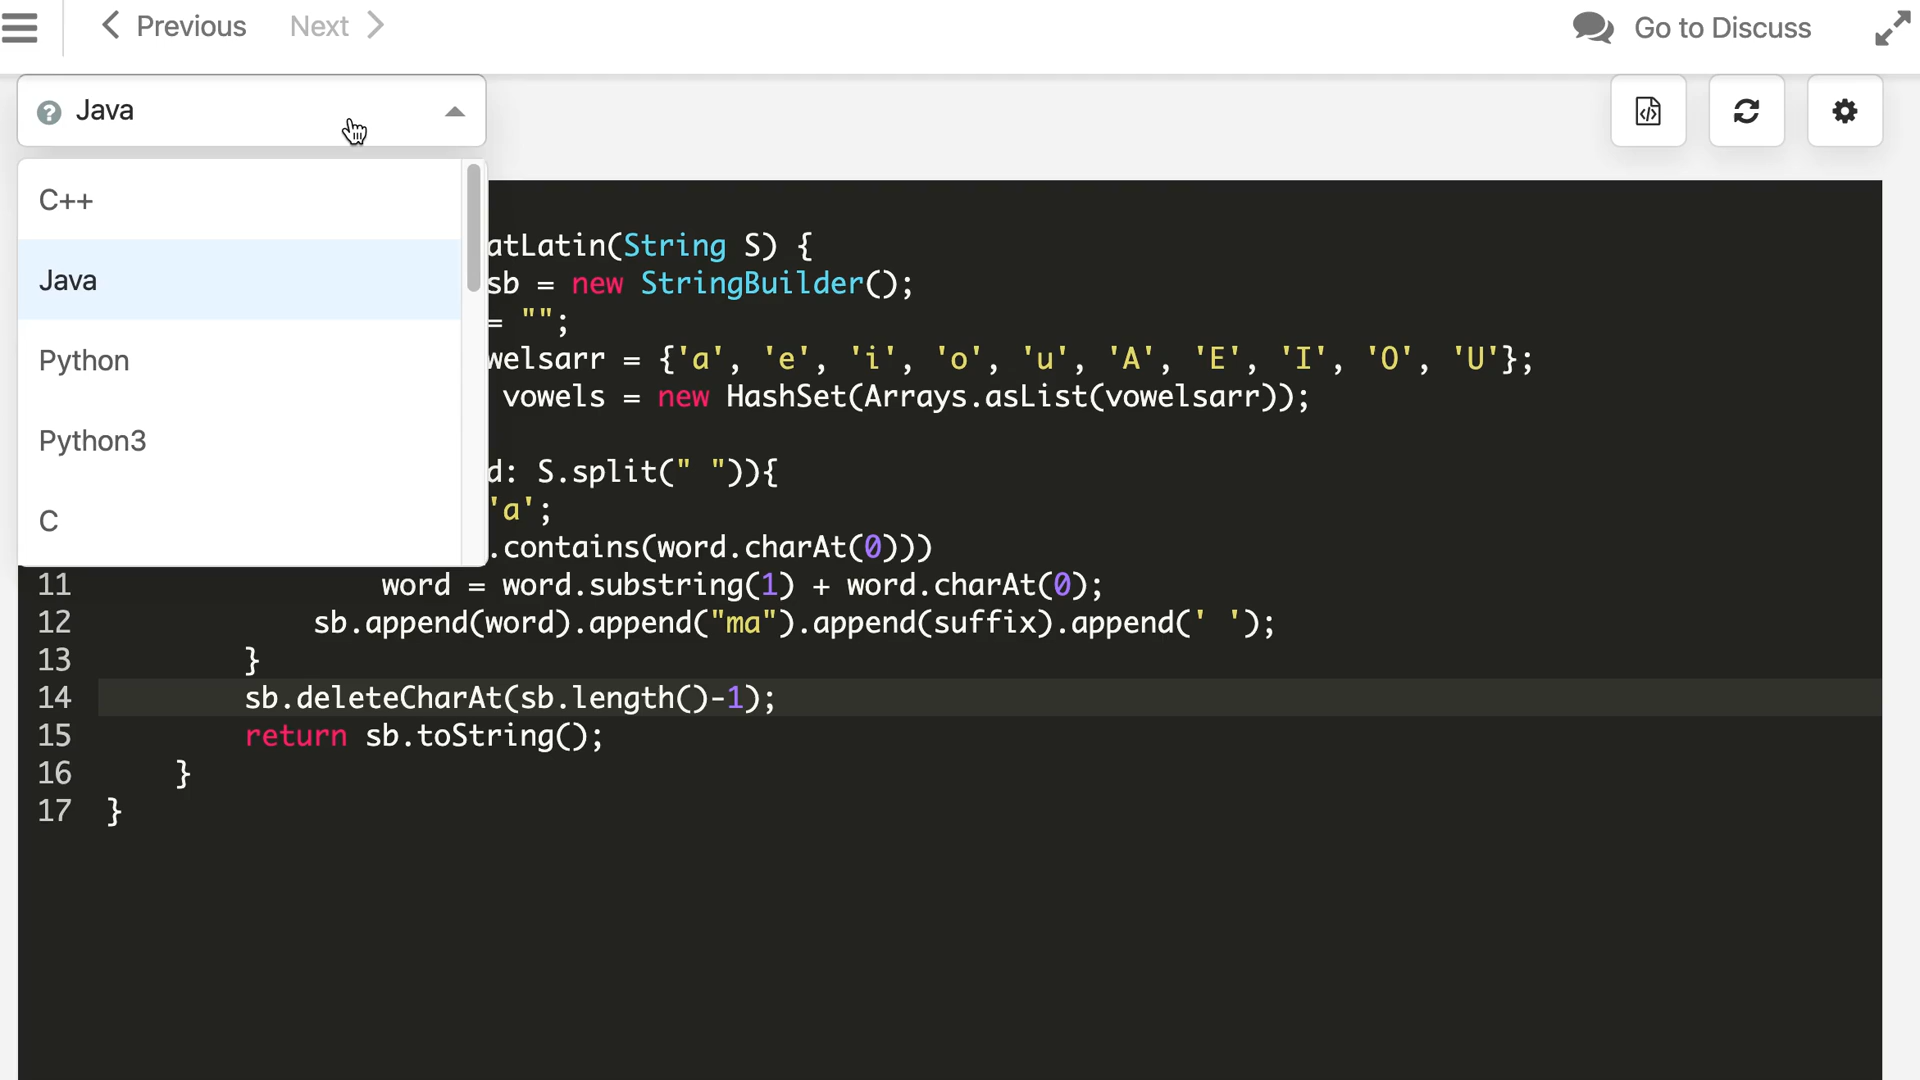 Previous Next Go to Discuss
Java
C++
Java
Python
Python3
C
atLatin(String S) {
sb = new StringBuilder();
= "";
welsarr = {'a', 'e', 'i', 'o', 'u', 'A', 'E', 'I', 'O', 'U'};
vowels = new HashSet(Arrays.asList(vowelsarr));
d: S.split(" ")){
'a';
.contains(word.charAt(0)))
11 word = word.substring(1) + word.charAt(0);
12 sb.append(word).append("ma").append(suffix).append(' ');
13 }
14 sb.deleteCharAt(sb.length()-1);
15 return sb.toString();
16 }
17 }